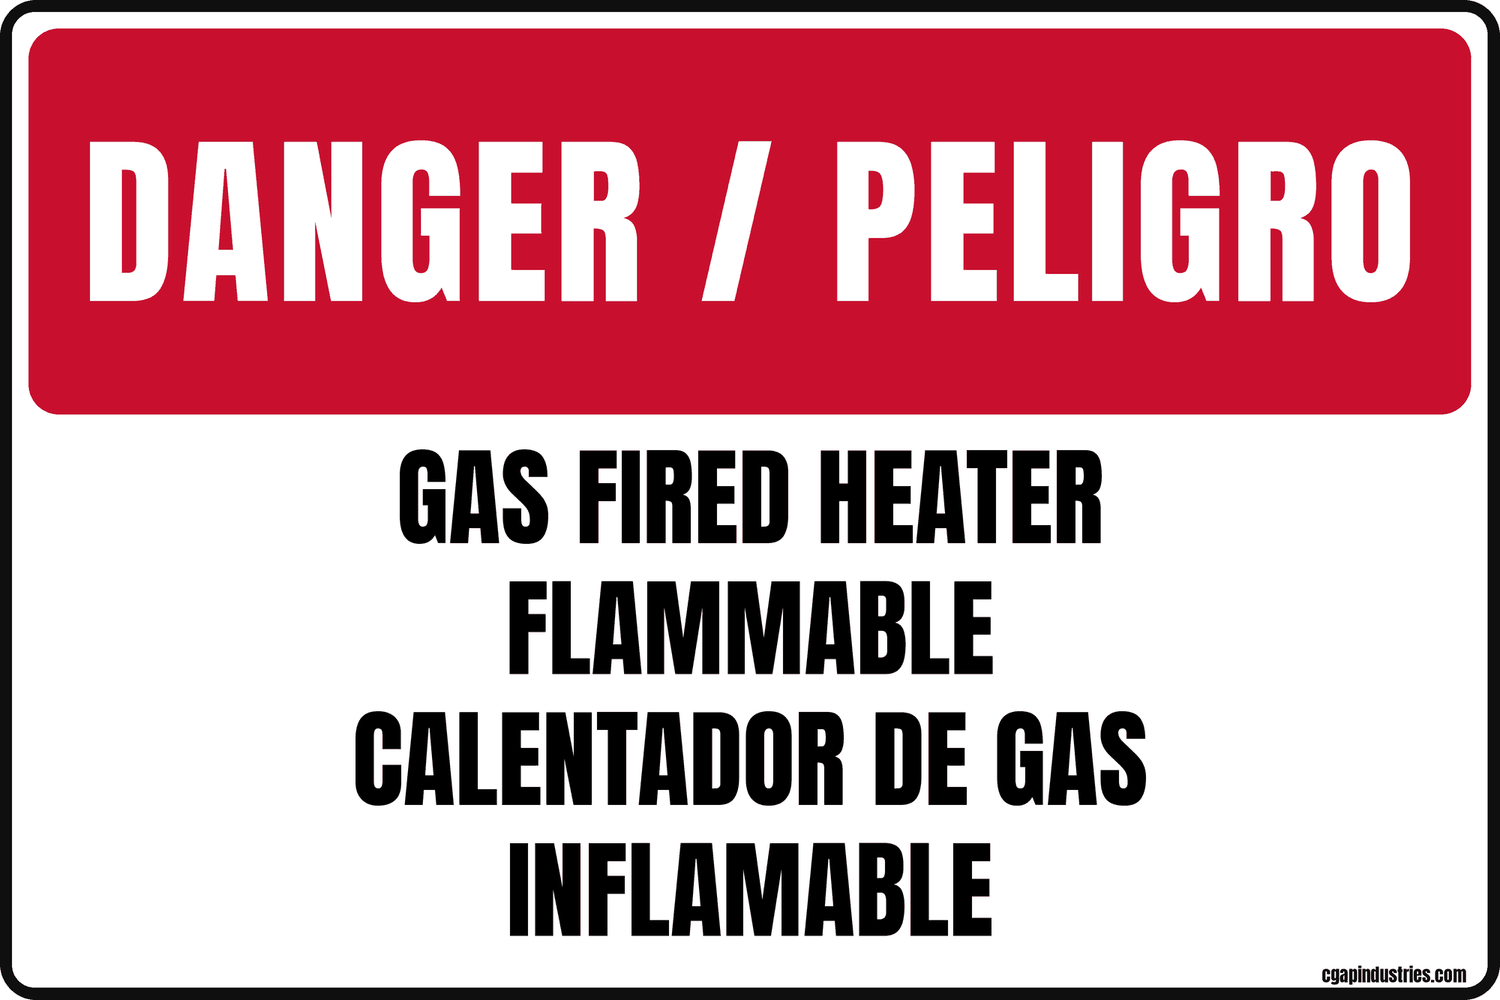 DANGER / PELIGRO
GAS FIRED HEATER
FLAMMABLE
CALENTADOR DE GAS
INFLAMABLE
cgapindustries.com